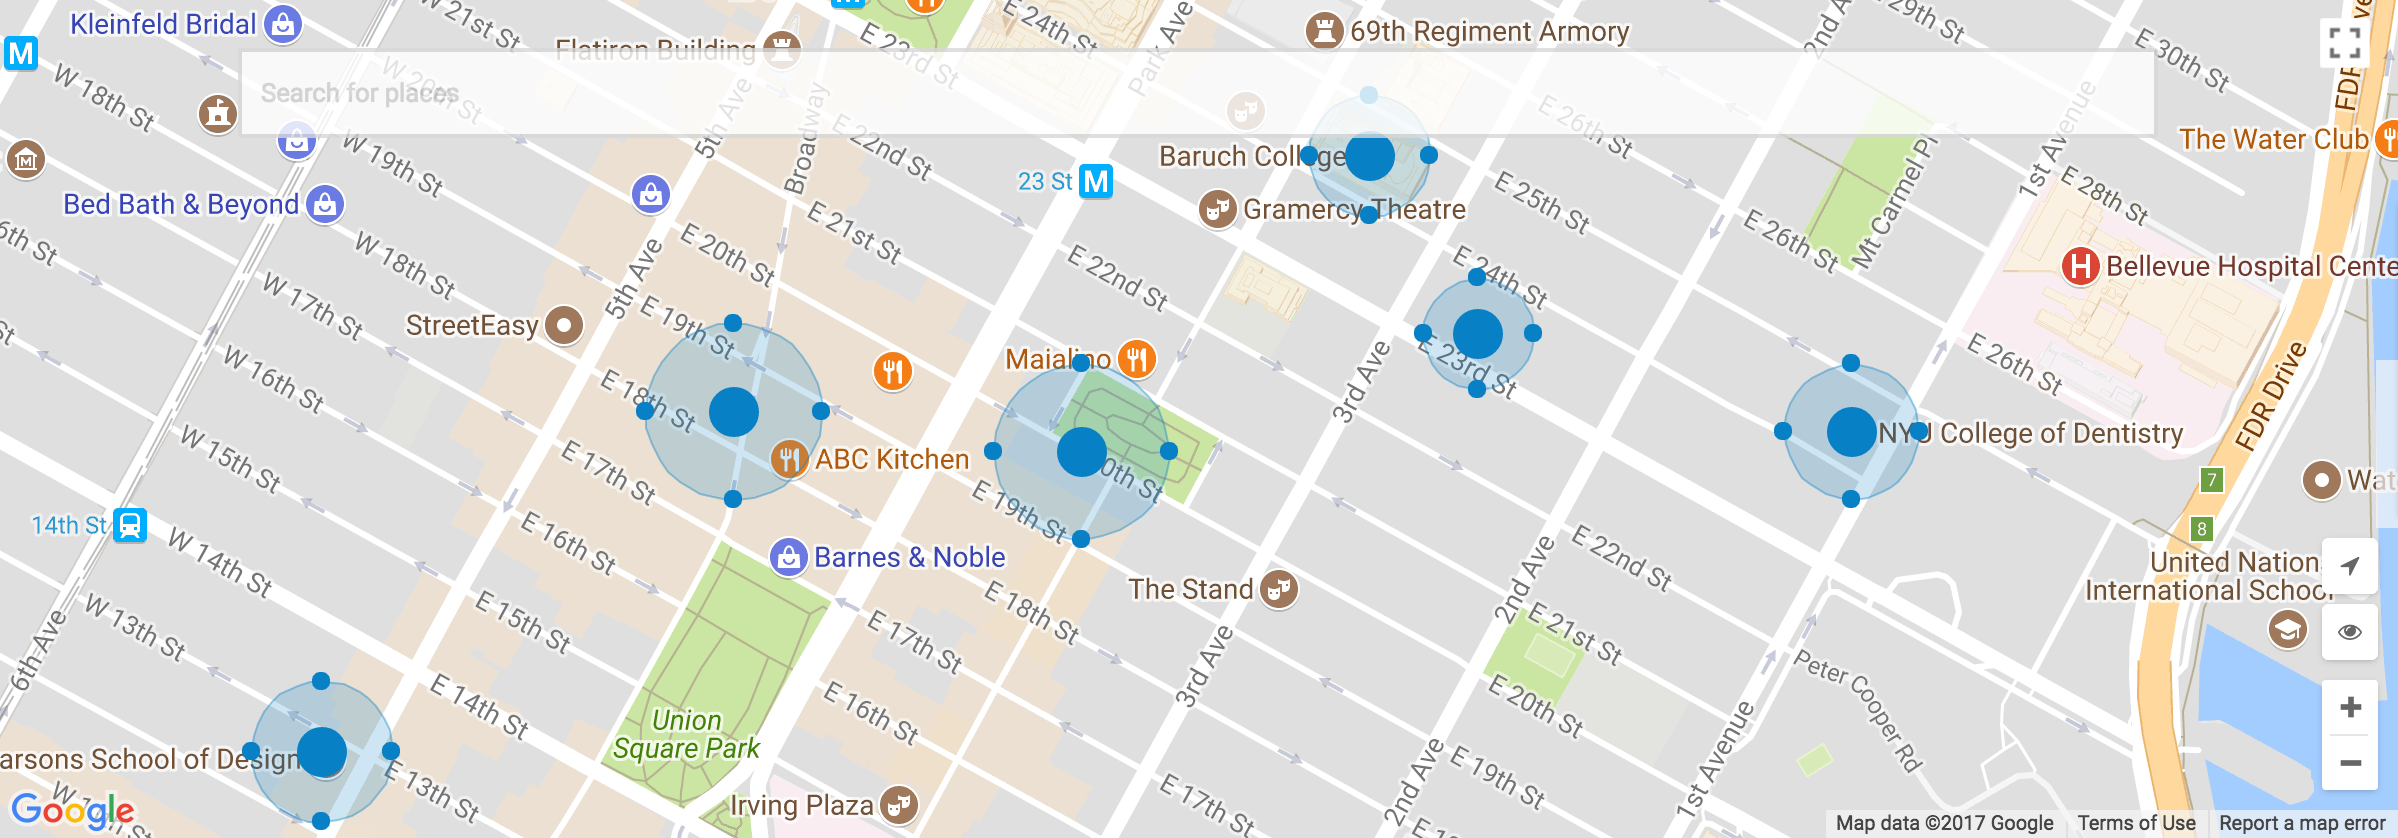 Kleinfeld Bridal
W 21st St
E 24th St
Park Ave
69th Regiment Armory
2nd Ave
29th St
E 30th St
FDR
Flatiron Building
E 23rd St
W 20th St
Search for places
W 18th St
5th Ave
Broadway
E 22nd St
E 26th St
The Water Club
W 19th St
Baruch College
Mt Carmel Pl
1st Avenue
E 28th St
23 St
Bed Bath & Beyond
Gramercy Theatre
E 25th St
E 21st St
E 26th St
W 18th St
E 20th St
5th Ave
E 22nd St
E 24th St
Bellevue Hospital Cente
W 17th St
E 19th St
StreetEasy
Maialino
E 23rd St
3rd Ave
E 26th St
FDR Drive
W 16th St
E 18th St
ABC Kitchen
NYU College of Dentistry
W 15th St
E 17th St
E 19th St
7
14th St
E 16th St
8
W 14th St
Barnes & Noble
E 22nd St
2nd Ave
United Nation
International School
The Stand
W 13th St
6th Ave
E 15th St
E 18th St
E 17th St
E 21st St
3rd Ave
Peter Cooper Rd
E 14th St
Union
Square Park
E 16th St
E 20th St
1st Avenue
2nd Ave
arsons School of Design
E 13th St
E 19th St
Irving Plaza
E 17th St
Google
Map data ©2017 Google
Terms of Use
Report a map error